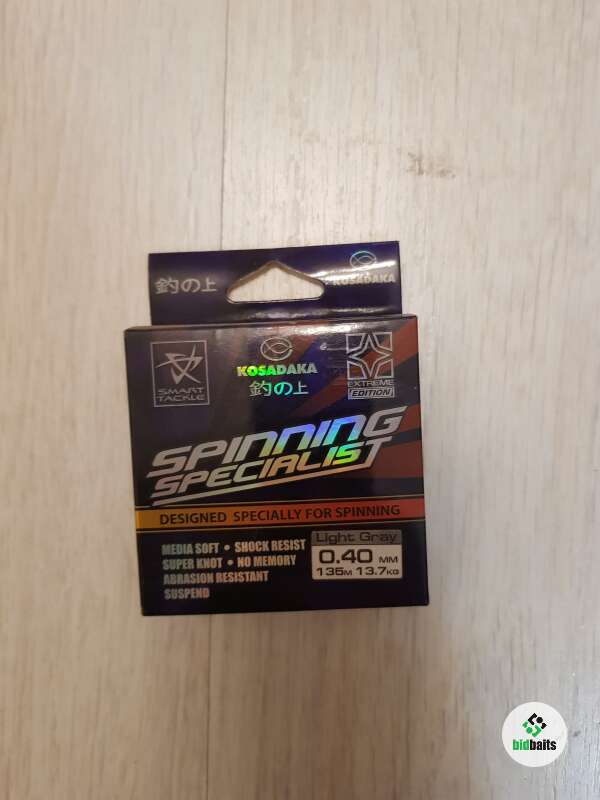 釣の上
KOSADAKA
SMART
TACKLE
KOSADAKA
釣の上
EXTREME
EDITION
SPINNING
SPECIALIST
DESIGNED SPECIALLY FOR SPINNING
MEDIA SOFT • SHOCK RESIST
SUPER KNOT • NO MEMORY
ABRASION RESISTANT
SUSPEND
Light Gray
0.40 MM
135M 13.7KG
bidbaits